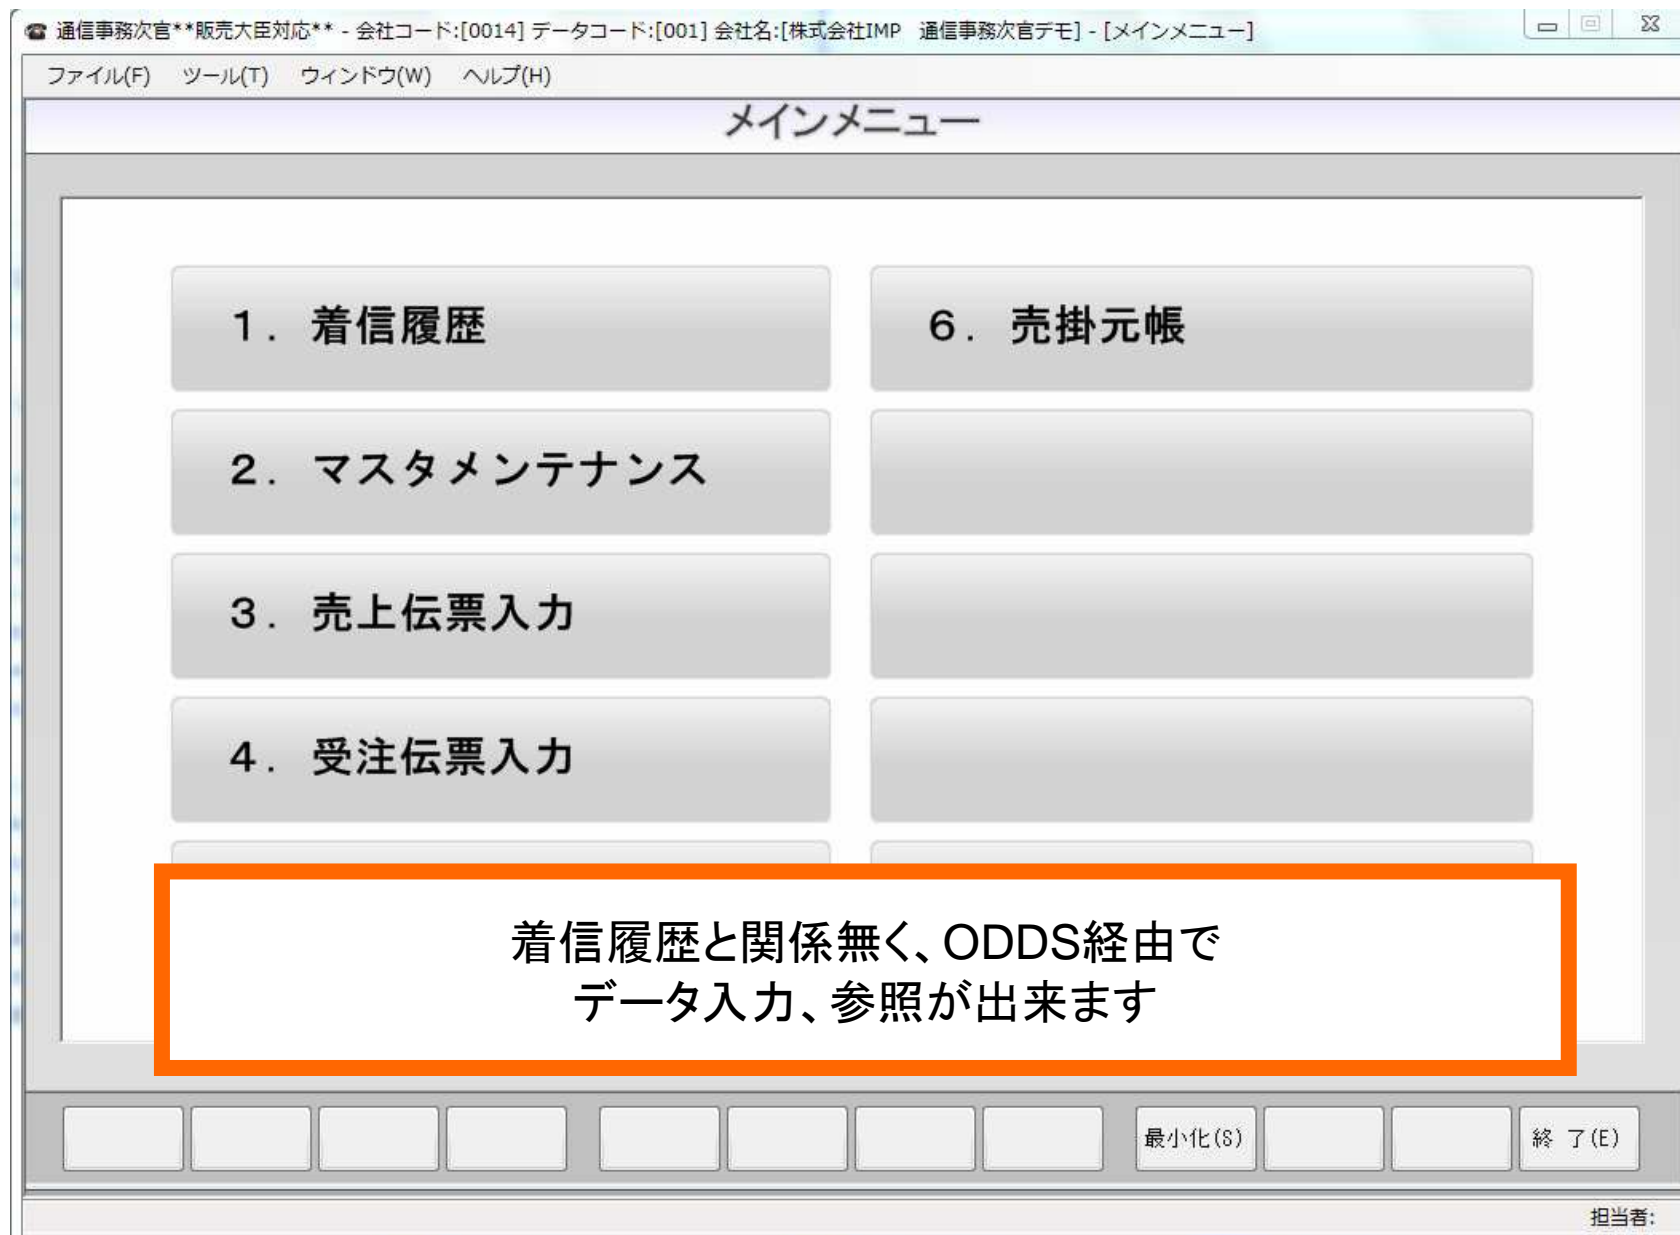 通信事務次官**販売大臣対応** - 会社コード:[0014] データコード:[001] 会社名:[株式会社IMP　通信事務次官デモ] - [メインメニュー]
ファイル(F)　ツール(T)　ウィンドウ(W)　ヘルプ(H)
メインメニュー
１．着信履歴
６．売掛元帳
２．マスタメンテナンス
３．売上伝票入力
４．受注伝票入力
着信履歴と関係無く、ODDS経由で
データ入力、参照が出来ます
最小化(S)
終 了(E)
担当者: